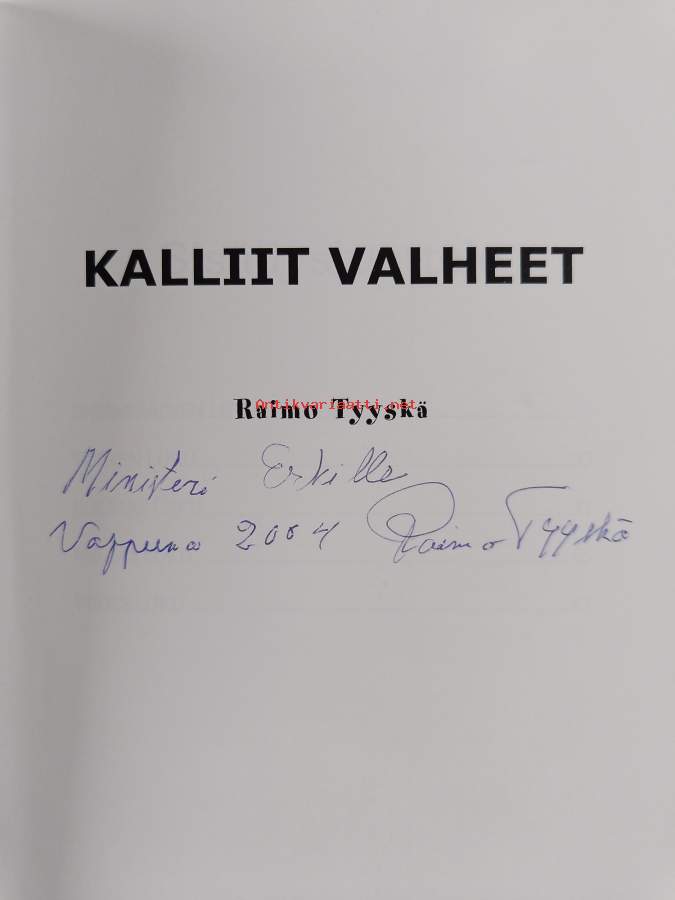 KALLIIT VALHEET
Raimo Tyyskä
Antikvariaatti.net
Ministeri Erkille
Vappuna 2004 Raimo Tyyskä